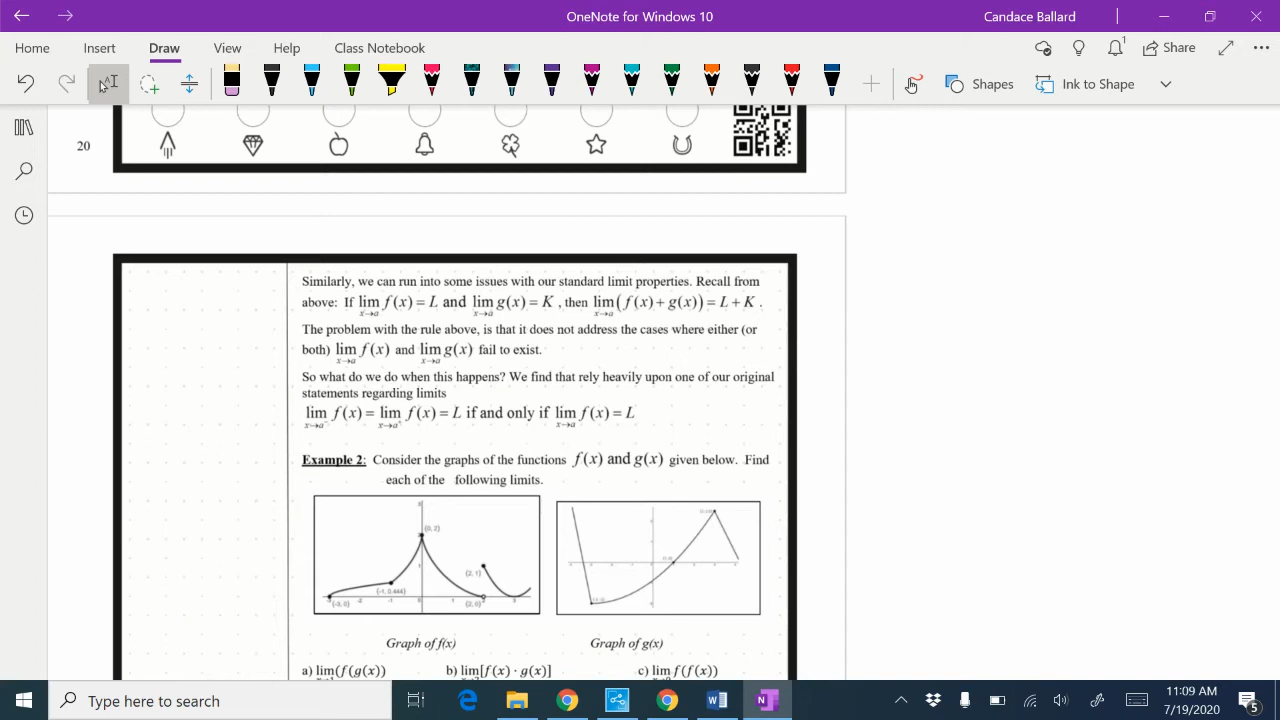 OneNote for Windows 10
Candace Ballard
Home Insert Draw View Help Class Notebook
1
Share
Shapes
Ink to Shape
20
Similarly, we can run into some issues with our standard limit properties. Recall from
above: If lim f(x) = L and lim g(x) = K, then lim(f(x)+g(x)) = L+K.
x→a x→a x→a
The problem with the rule above, is that it does not address the cases where either (or
both) lim f(x) and lim g(x) fail to exist.
x→a x→a
So what do we do when this happens? We find that rely heavily upon one of our original
statements regarding limits
lim f(x) = lim f(x) = L if and only if lim f(x) = L
x→a⁻ x→a⁺ x→a
Example 2: Consider the graphs of the functions f(x) and g(x) given below. Find
each of the following limits.
(0, 2)
(2, 1)
(-1, 0.444)
(-3, 0)
-2 -1 1 3
(2, 0)
Graph of f(x) Graph of g(x)
a) lim(f(g(x)) b) lim[f(x) · g(x)] c) lim f(f(x))
Type here to search
11:09 AM
7/19/2020
5